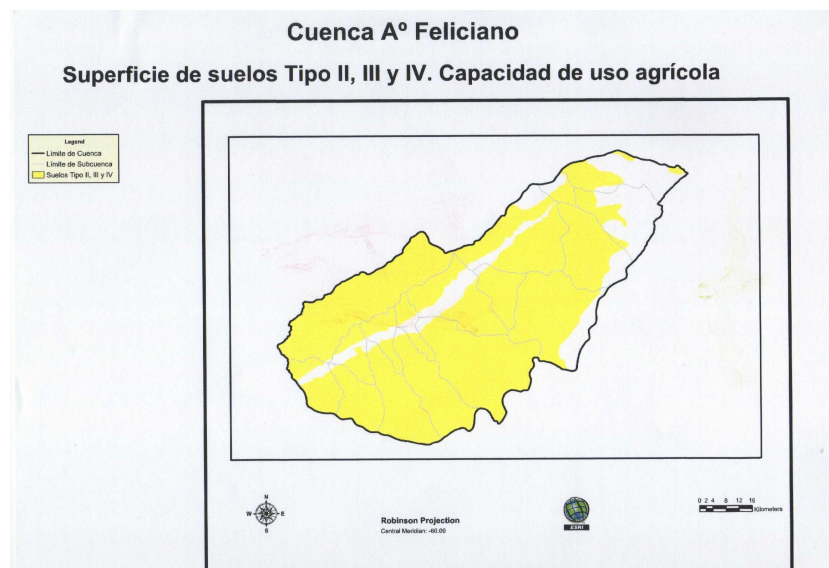 Cuenca Aº Feliciano
Superficie de suelos Tipo II, III y IV. Capacidad de uso agrícola
Legend
Límite de Cuenca
Límite de Subcuenca
Suelos Tipo II, III y IV
N
W
E
S
Robinson Projection
Central Meridian: -60.00
ESRI
0 2 4 8 12 16
Kilometers